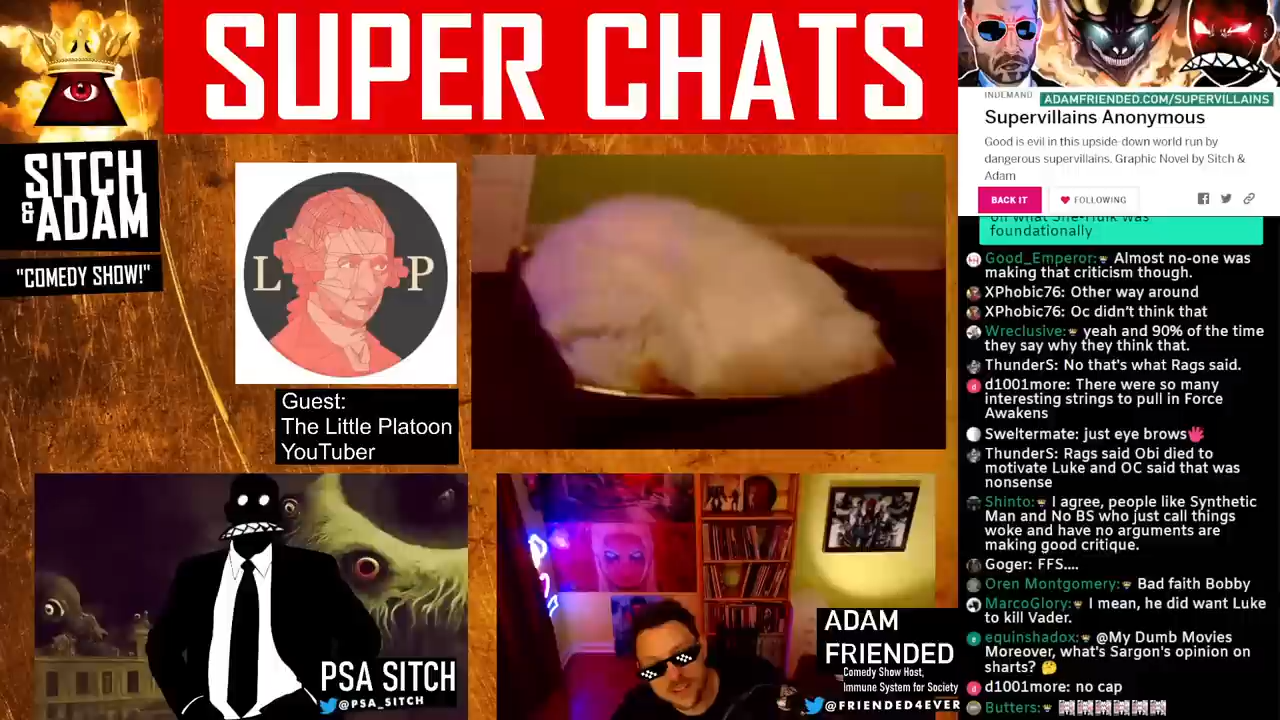 SUPER CHATS
SITCH
& ADAM
"COMEDY SHOW!"
L P
Guest:
The Little Platoon
YouTuber
PSA SITCH
@PSA_SITCH
ADAM
FRIENDED
Comedy Show Host,
Immune System for Society
@FRIENDED4EVER
INDEMAND
ADAMFRIENDED.COM/SUPERVILLAINS
Supervillains Anonymous
Good is evil in this upside-down world run by
dangerous supervillains. Graphic Novel by Sitch &
Adam
BACK IT
FOLLOWING
on what She-Hulk was
foundationally
Good_Emperor: Almost no-one was
making that criticism though.
XPhobic76: Other way around
XPhobic76: Oc didn't think that
Wreclusive: yeah and 90% of the time
they say why they think that.
ThunderS: No that's what Rags said.
d1001more: There were so many
interesting strings to pull in Force
Awakens
Sweltermate: just eye brows
ThunderS: Rags said Obi died to
motivate Luke and OC said that was
nonsense
Shinto: I agree, people like Synthetic
Man and No BS who just call things
woke and have no arguments are
making good critique.
Goger: FFS....
Oren Montgomery: Bad faith Bobby
MarcoGlory: I mean, he did want Luke
to kill Vader.
equinshadox: @My Dumb Movies
Moreover, what's Sargon's opinion on
sharts? 🤔
d1001more: no cap
Butters: